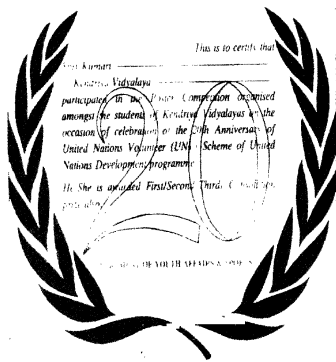 This is to certify that
Kumari
Kendriya Vidyalaya
participated in the Poster Competition organised
amongst the students of Kendriya Vidyalayas on the
occasion of celebration of the 20th Anniversary of
United Nations Volunteer (UNV) Scheme of United
Nations Development programme
He/She is awarded First/Second/Third/
OF YOUTH AFFAIRS &
20